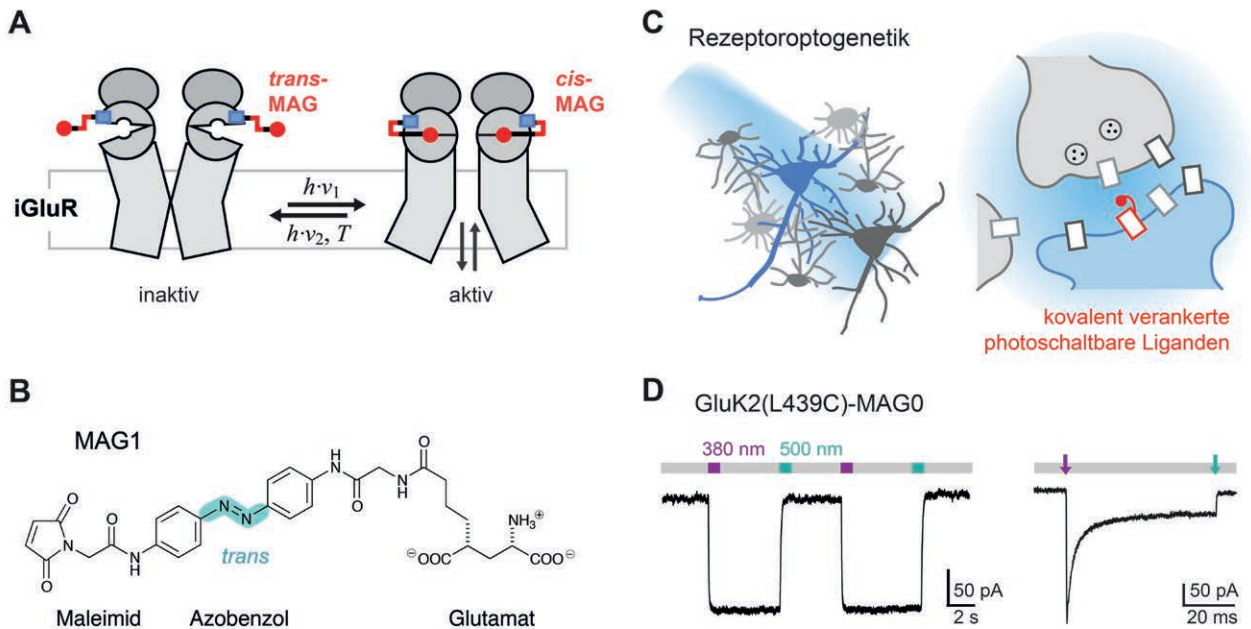 A
trans-
MAG
cis-
MAG
iGluR
h·ν1
h·ν2, T
inaktiv
aktiv
B
MAG1
O
O
N
O
N
H
N
N
trans
H
N
O
N
H
O
NH3⊕
⊖OOC
COO⊖
Maleimid
Azobenzol
Glutamat
C
Rezeptoroptogenetik
kovalent verankerte
photoschaltbare Liganden
D
GluK2(L439C)-MAG0
380 nm
500 nm
50 pA
2 s
50 pA
20 ms